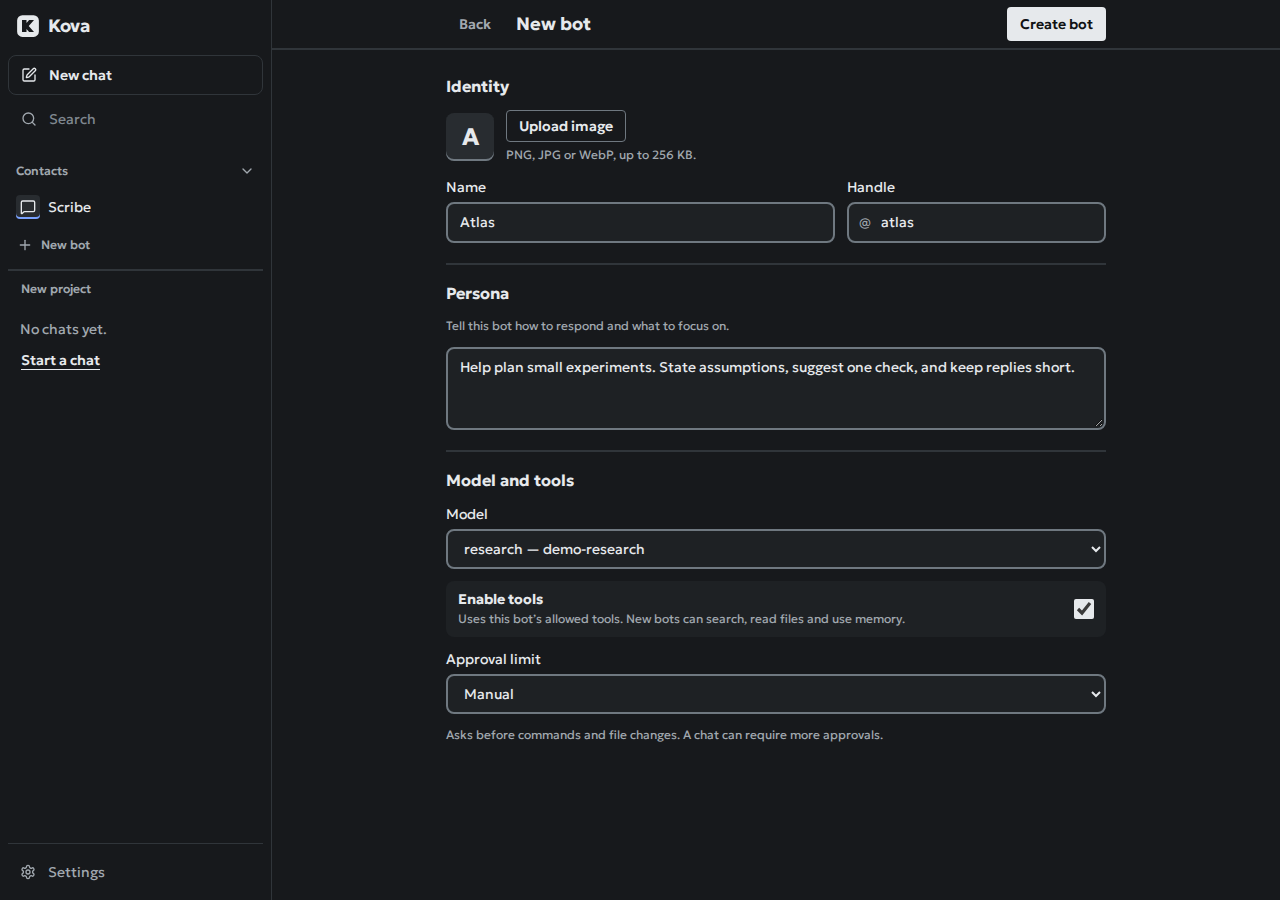 Kova
New chat
Search
Contacts
Scribe
New bot
New project
No chats yet.
Start a chat
Settings
Back
New bot
Create bot
Identity
A
Upload image
PNG, JPG or WebP, up to 256 KB.
Name
Handle
Atlas
@ atlas
Persona
Tell this bot how to respond and what to focus on.
Help plan small experiments. State assumptions, suggest one check, and keep replies short.
Model and tools
Model
research — demo-research
Enable tools
Uses this bot's allowed tools. New bots can search, read files and use memory.
Approval limit
Manual
Asks before commands and file changes. A chat can require more approvals.